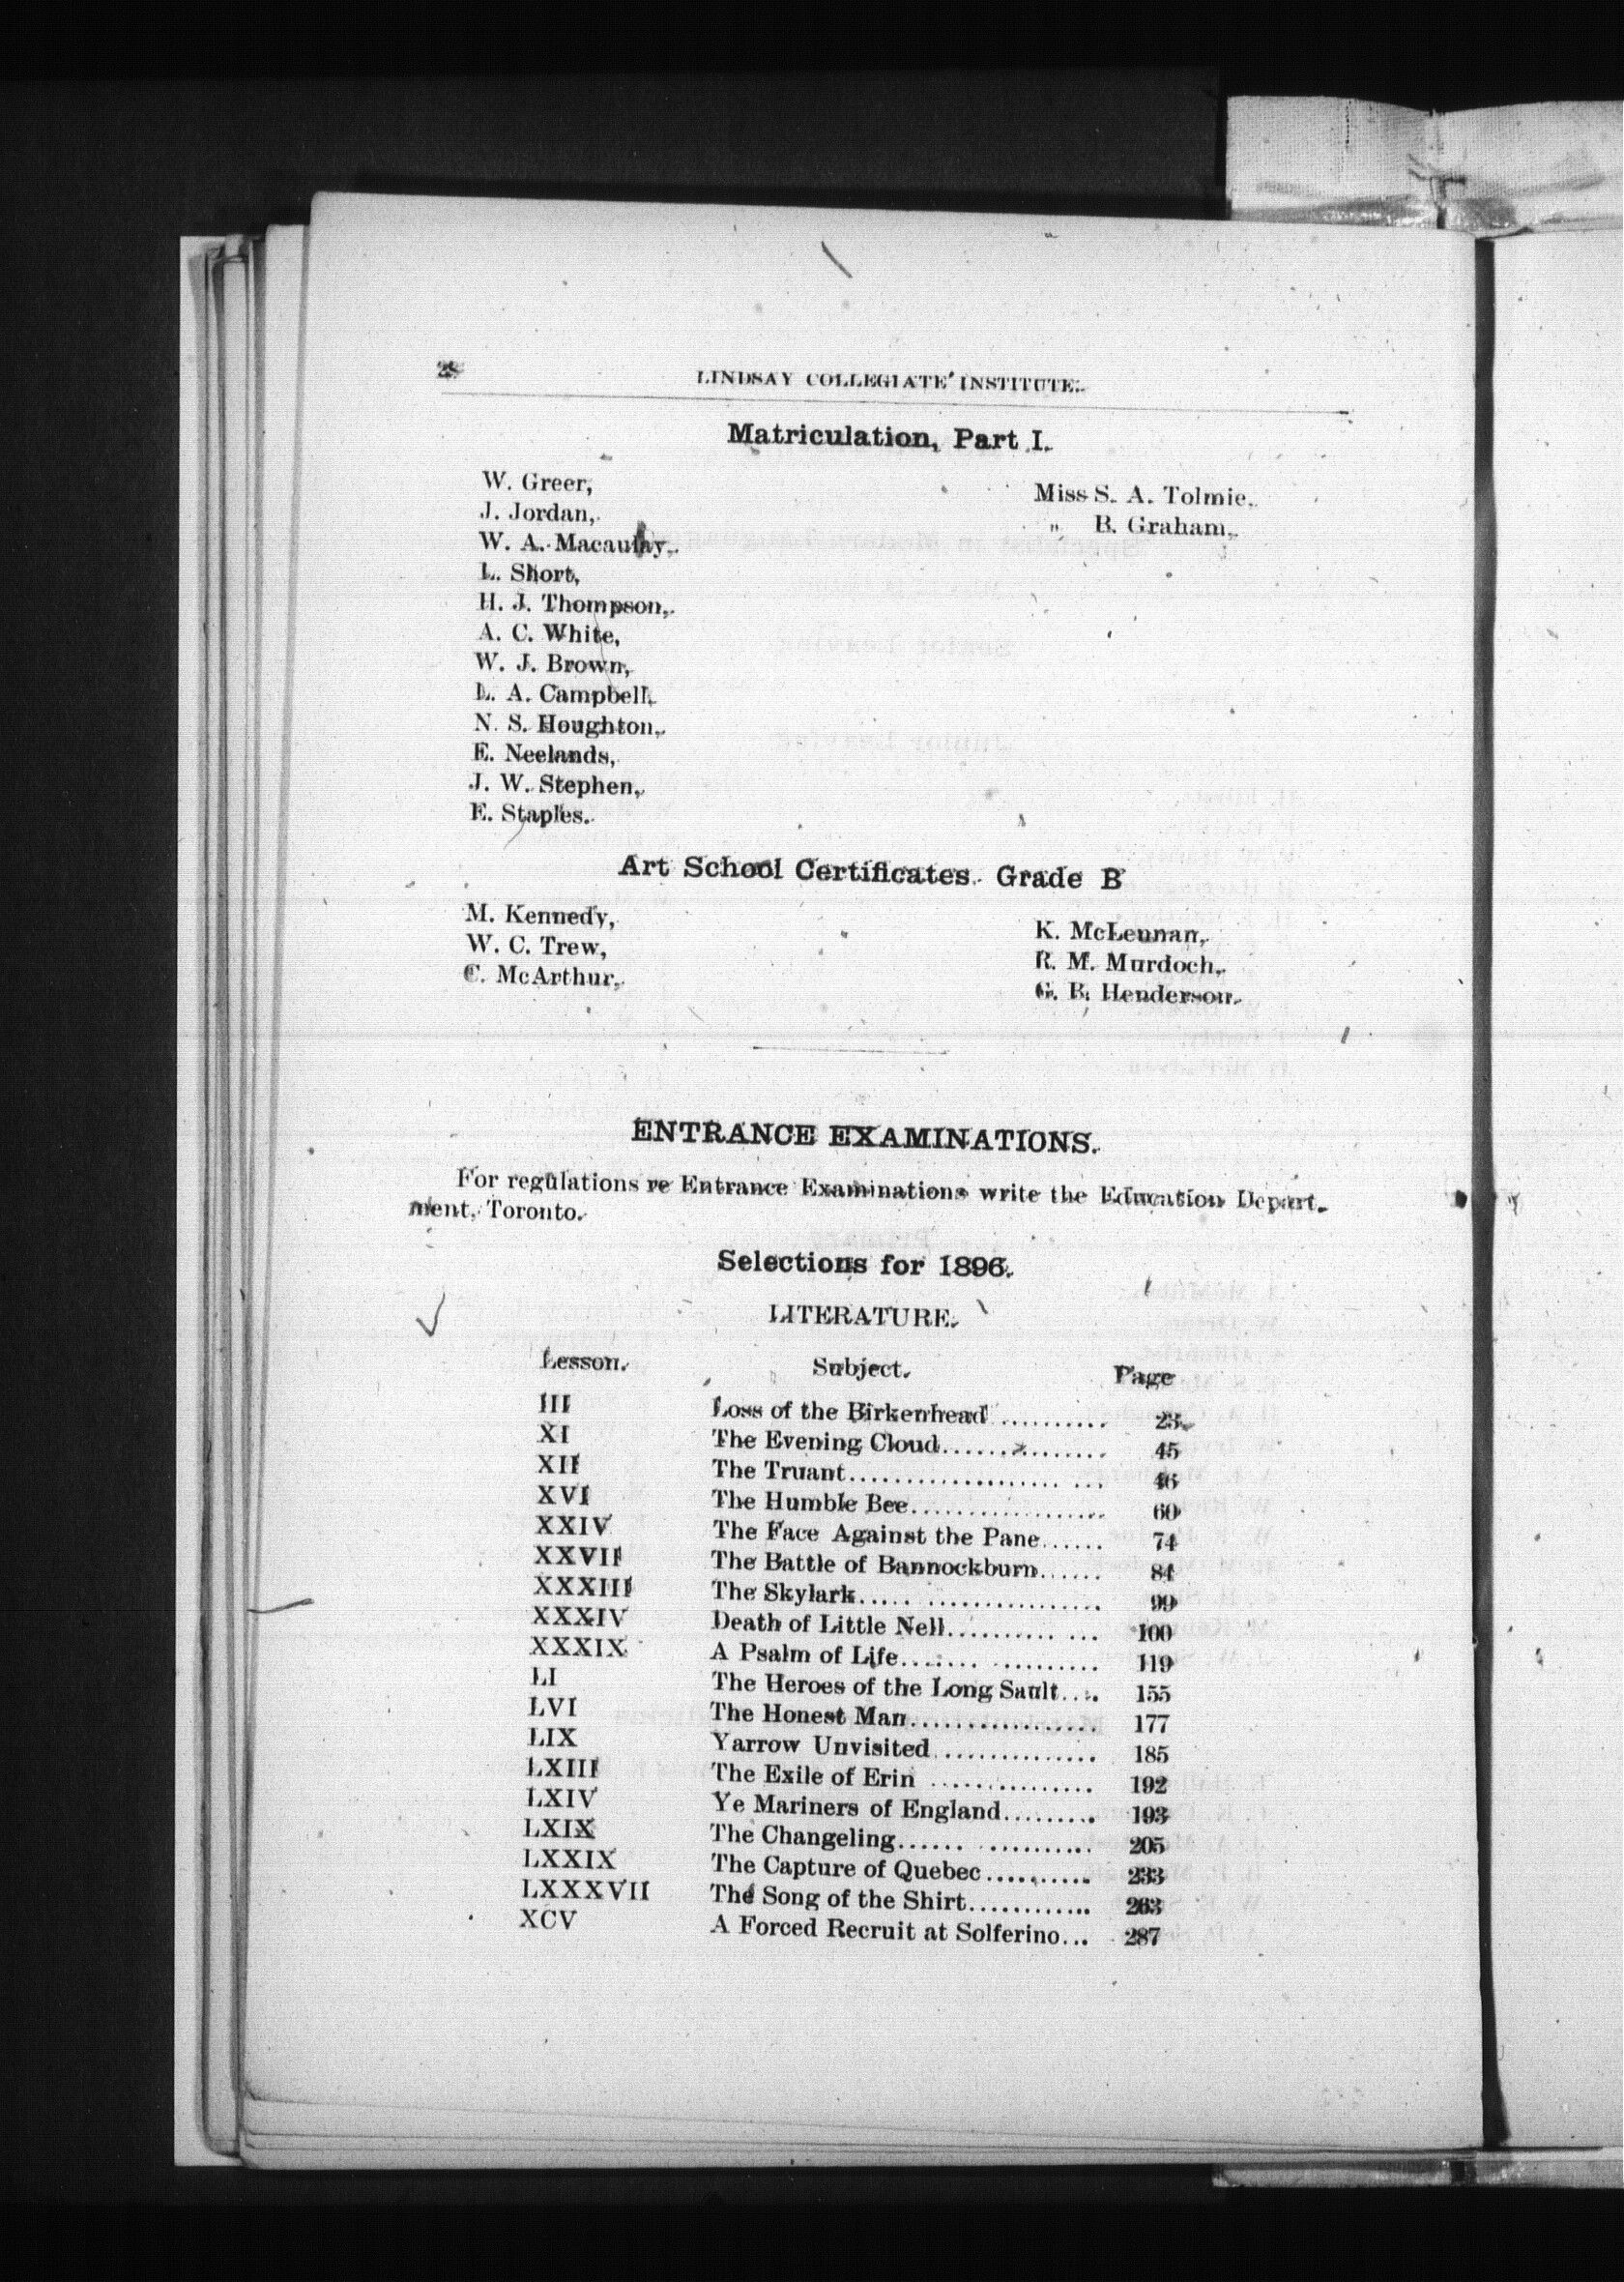 28 LINDSAY COLLEGIATE INSTITUTE.
Matriculation, Part I.
W. Greer,
J. Jordan,
W. A. Macaulay,
L. Short,
H. J. Thompson,
A. C. White,
W. J. Brown,
L. A. Campbell,
N. S. Houghton,
E. Neelands,
J. W. Stephen,
E. Staples.
Miss S. A. Tolmie,
" B. Graham,
Art School Certificates. Grade B
M. Kennedy,
W. C. Trew,
C. McArthur,
K. McLennan,
R. M. Murdoch,
G. B. Henderson.
ENTRANCE EXAMINATIONS.
For regulations re Entrance Examinations write the Education Depart-
ment, Toronto.
Selections for 1896.
LITERATURE.
Lesson. Subject. Page
III Loss of the Birkenhead .......... 23
XI The Evening Cloud................ 45
XII The Truant....................... ... 46
XVI The Humble Bee................... 60
XXIV The Face Against the Pane...... 74
XXVII The Battle of Bannockburn...... 84
XXXIII The Skylark..... ................ 99
XXXIV Death of Little Nell.......... ... 100
XXXIX A Psalm of Life....... ......... 119
LI The Heroes of the Long Sault.... 155
LVI The Honest Man.................. 177
LIX Yarrow Unvisited............... 185
LXIII The Exile of Erin ............... 192
LXIV Ye Mariners of England......... 193
LXIX The Changeling...... .......... 205
LXXIX The Capture of Quebec.......... 233
LXXXVII The Song of the Shirt............ 263
XCV A Forced Recruit at Solferino... 287